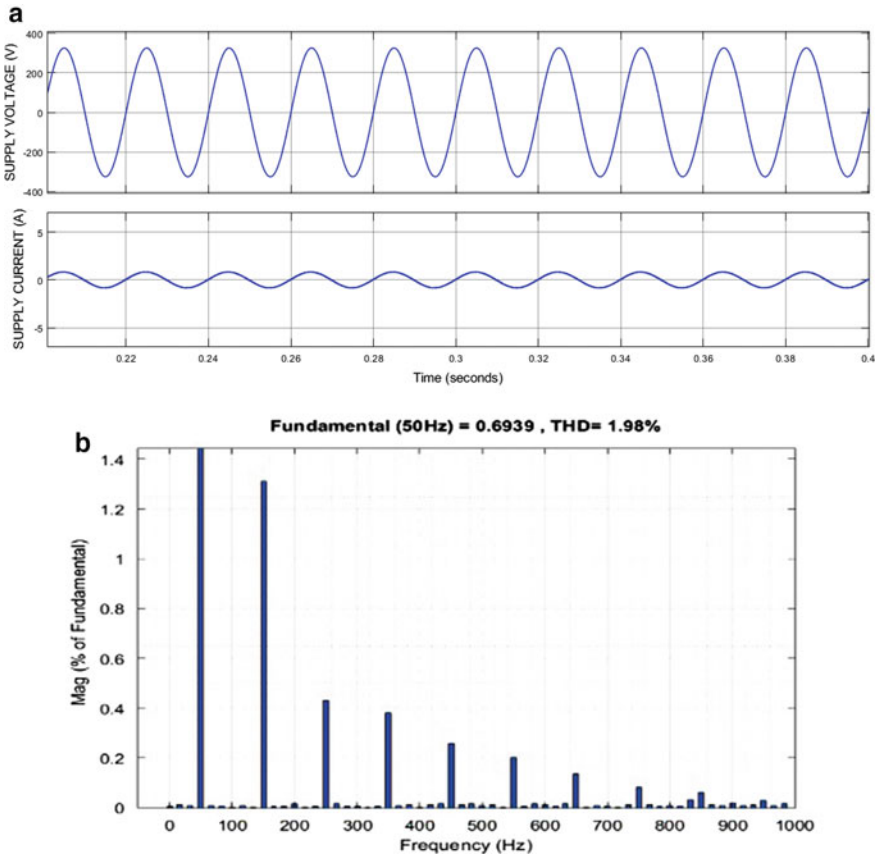 a
SUPPLY VOLTAGE (V)
400
200
0
-200
-400
SUPPLY CURRENT (A)
5
0
-5
0.22 0.24 0.26 0.28 0.3 0.32 0.34 0.36 0.38 0.4
Time (seconds)
b
Fundamental (50Hz) = 0.6939 , THD= 1.98%
Mag (% of Fundamental)
1.4
1.2
1
0.8
0.6
0.4
0.2
0
0 100 200 300 400 500 600 700 800 900 1000
Frequency (Hz)